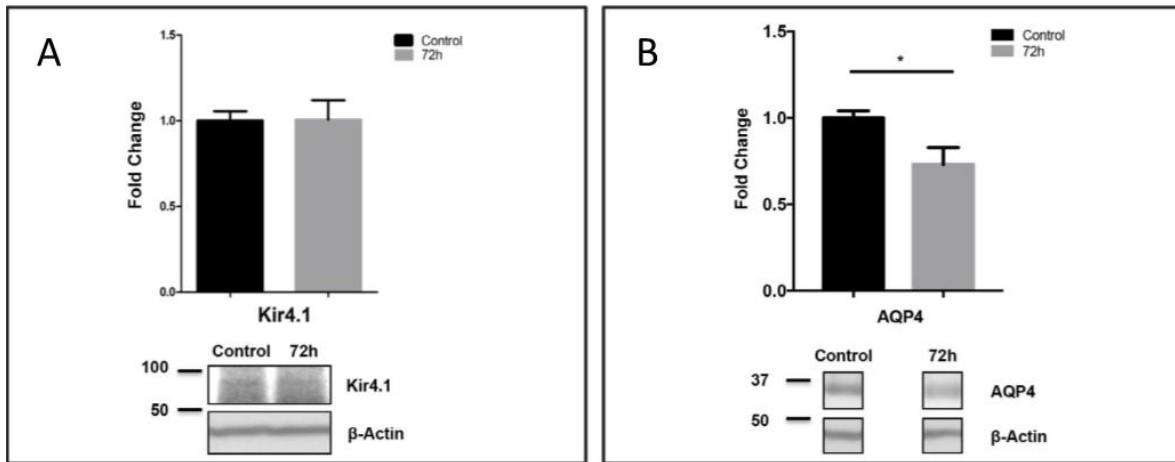 A
1.5
1.0
0.5
0.0
Fold Change
Control
72h
Kir4.1
Control 72h
100
Kir4.1
50
β-Actin
B
1.5
1.0
0.5
0.0
Fold Change
Control
72h
*
AQP4
Control 72h
37
AQP4
50
β-Actin